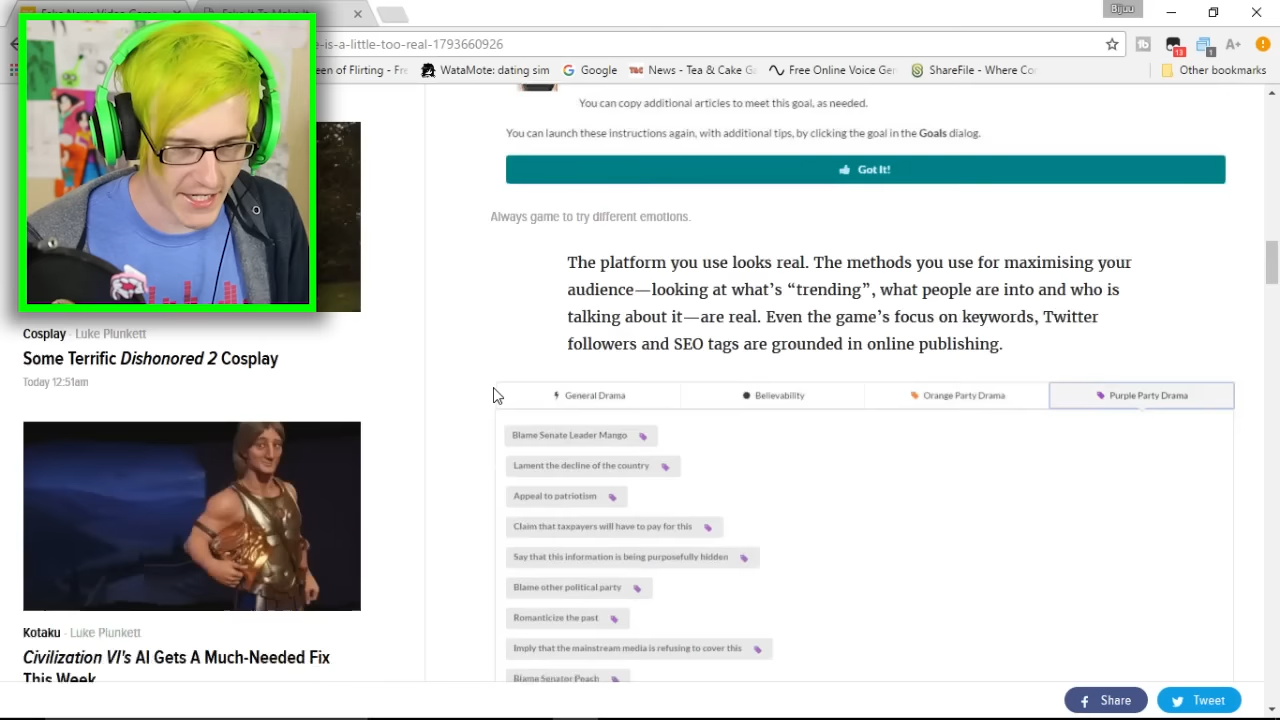 Bijuu
e-is-a-little-too-real-1793660926
een of Flirting - Fre
WataMote: dating sim
Google
News - Tea & Cake G
Free Online Voice Ger
ShareFile - Where Co
Other bookmarks
13
1
A+
You can copy additional articles to meet this goal, as needed.
You can launch these instructions again, with additional tips, by clicking the goal in the Goals dialog.
Got It!
Always game to try different emotions.
The platform you use looks real. The methods you use for maximising your
audience—looking at what's “trending”, what people are into and who is
talking about it—are real. Even the game's focus on keywords, Twitter
followers and SEO tags are grounded in online publishing.
General Drama
Believability
Orange Party Drama
Purple Party Drama
Blame Senate Leader Mango
Lament the decline of the country
Appeal to patriotism
Claim that taxpayers will have to pay for this
Say that this information is being purposefully hidden
Blame other political party
Romanticize the past
Imply that the mainstream media is refusing to cover this
Blame Senator Peach
Cosplay · Luke Plunkett
Some Terrific Dishonored 2 Cosplay
Today 12:51am
Kotaku · Luke Plunkett
Civilization VI's AI Gets A Much-Needed Fix
This Week
Share
Tweet